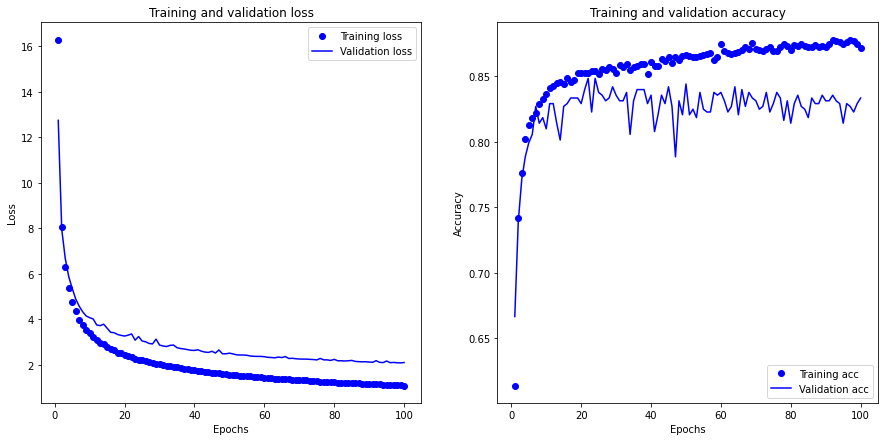 Training and validation loss
Training loss
Validation loss
16
14
12
10
8
6
4
2
Loss
0
20
40
60
80
100
Epochs
Training and validation accuracy
0.85
0.80
0.75
0.70
0.65
Accuracy
Training acc
Validation acc
0
20
40
60
80
100
Epochs